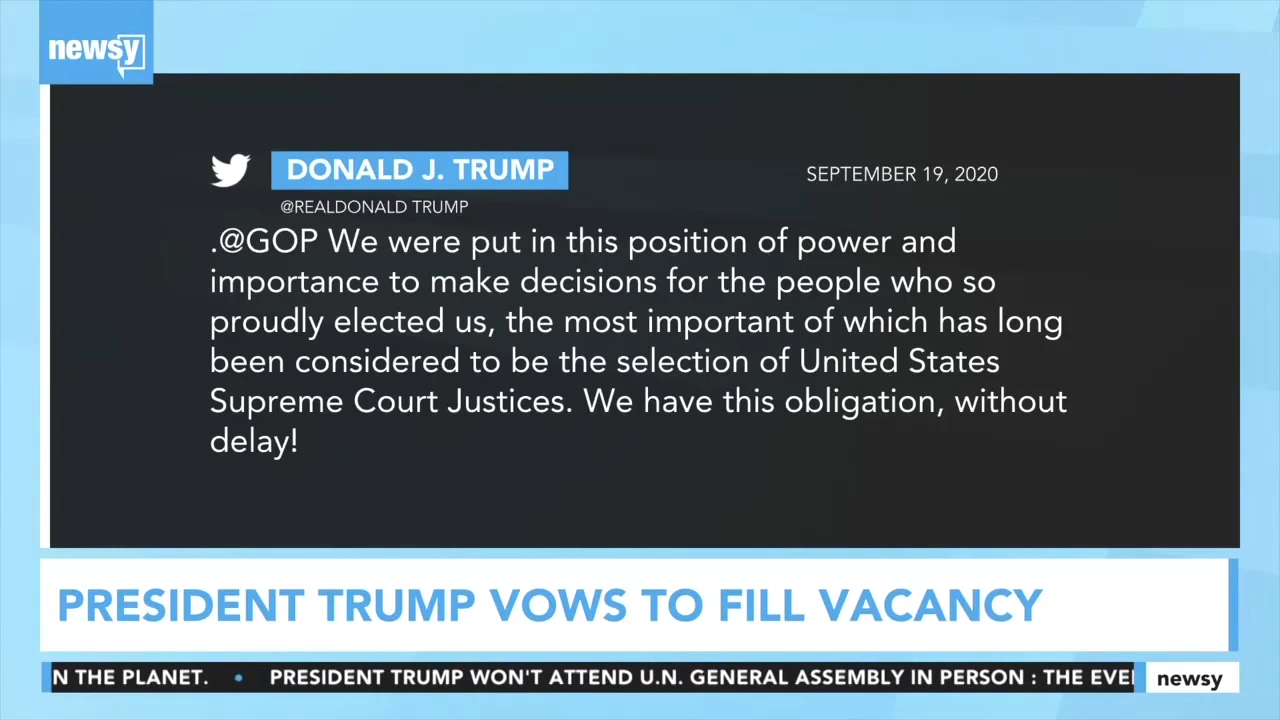 newsy
DONALD J. TRUMP
SEPTEMBER 19, 2020
@REALDONALD TRUMP
.@GOP We were put in this position of power and
importance to make decisions for the people who so
proudly elected us, the most important of which has long
been considered to be the selection of United States
Supreme Court Justices. We have this obligation, without
delay!
PRESIDENT TRUMP VOWS TO FILL VACANCY
N THE PLANET. • PRESIDENT TRUMP WON'T ATTEND U.N. GENERAL ASSEMBLY IN PERSON : THE EVE
newsy